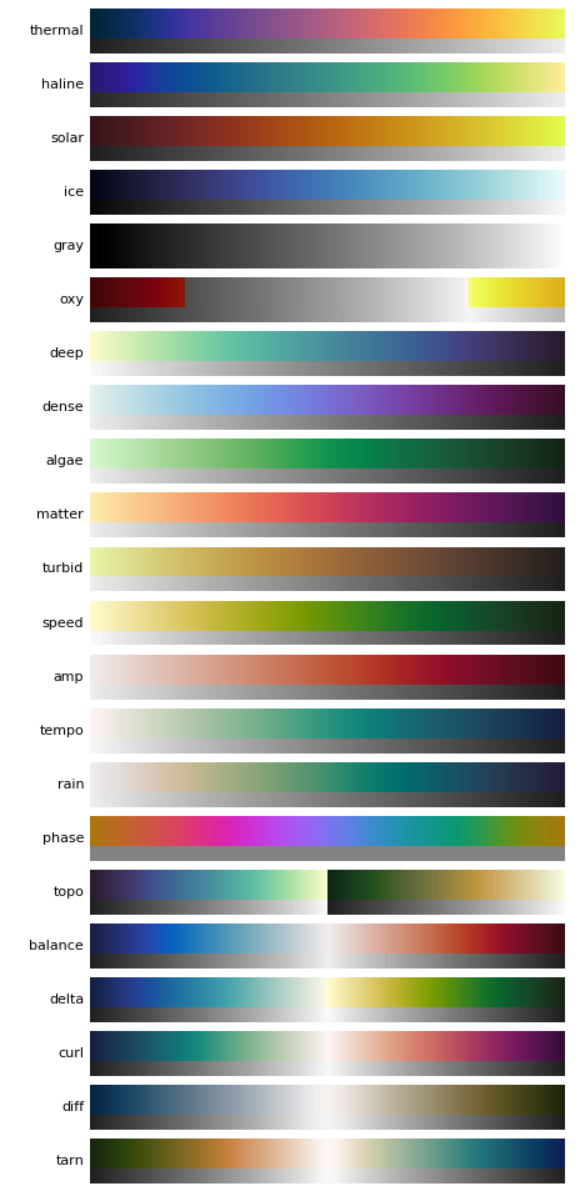 thermal
haline
solar
ice
gray
oxy
deep
dense
algae
matter
turbid
speed
amp
tempo
rain
phase
topo
balance
delta
curl
diff
tarn